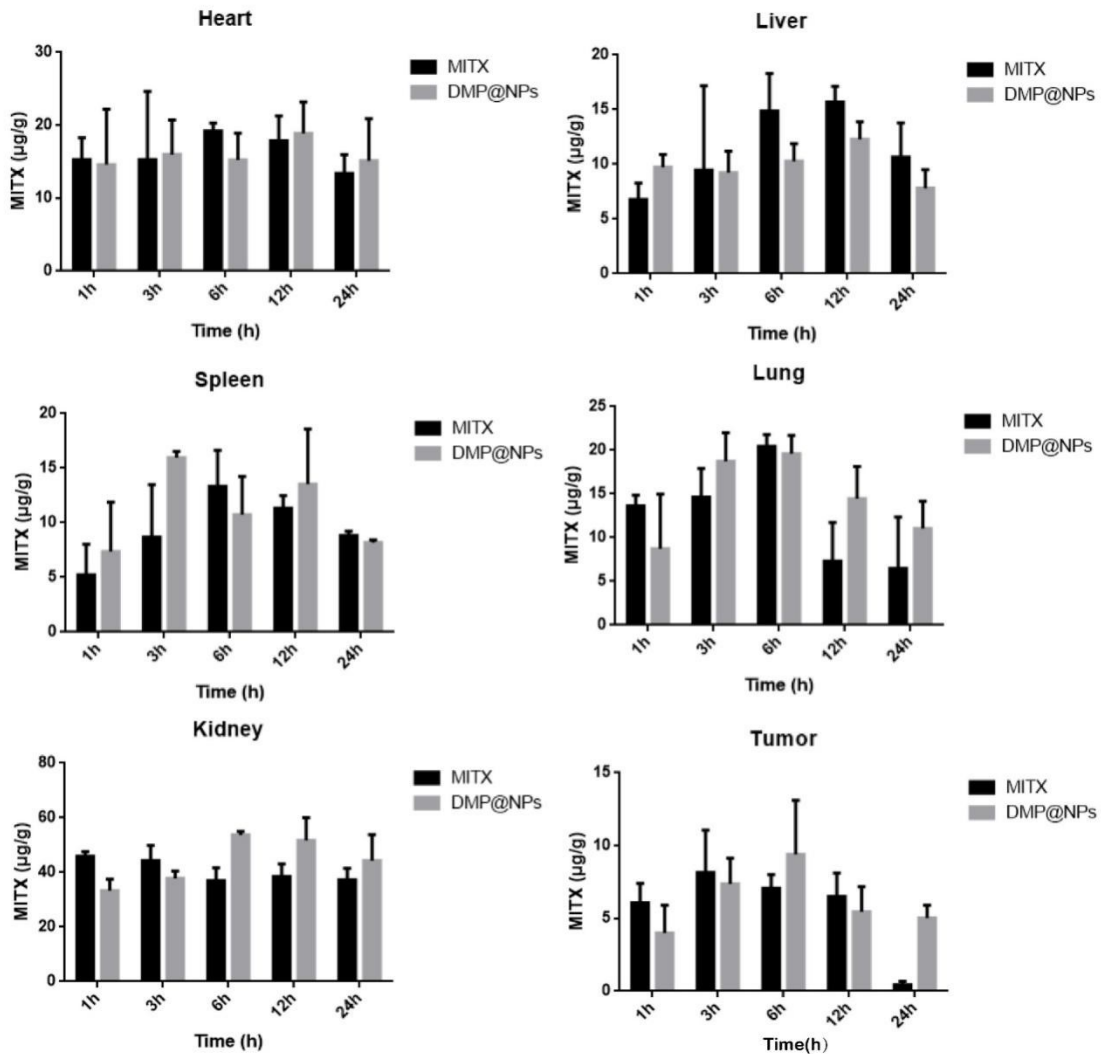 Heart
MITX (µg/g)
30
20
10
0
1h 3h 6h 12h 24h
Time (h)
MITX
DMP@NPs
Liver
MITX (µg/g)
20
15
10
5
0
1h 3h 6h 12h 24h
Time (h)
MITX
DMP@NPs
Spleen
MITX (µg/g)
20
15
10
5
0
1h 3h 6h 12h 24h
Time (h)
MITX
DMP@NPs
Lung
MITX (µg/g)
25
20
15
10
5
0
1h 3h 6h 12h 24h
Time (h)
MITX
DMP@NPs
Kidney
MITX (µg/g)
80
60
40
20
0
1h 3h 6h 12h 24h
Time (h)
MITX
DMP@NPs
Tumor
MITX (µg/g)
15
10
5
0
1h 3h 6h 12h 24h
Time(h）
MITX
DMP@NPs